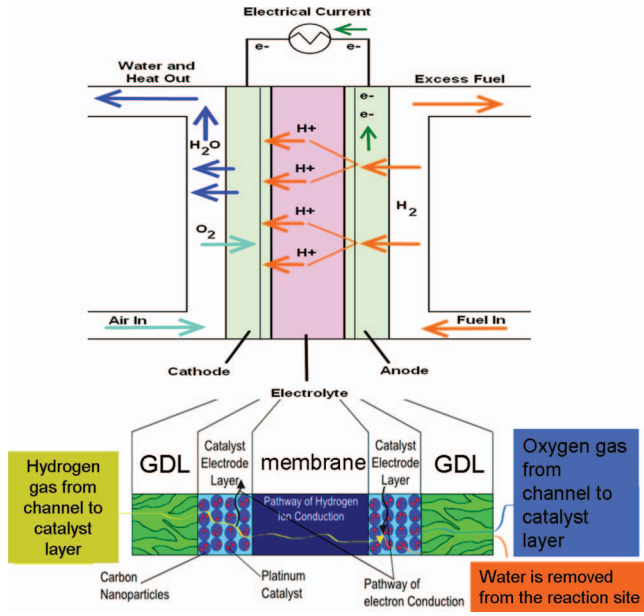 Electrical Current
e-
e-
Water and
Heat Out
Excess Fuel
e-
e-
H+
H2O
H+
H2
H+
O2
H+
Air In
Fuel In
Cathode
Anode
Electrolyte
Hydrogen
gas from
channel to
catalyst
layer
GDL
Catalyst
Electrode
Layer
membrane
Catalyst
Electrode
Layer
GDL
Oxygen gas
from
channel to
catalyst
layer
Pathway of Hydrogen
Ion Conduction
Carbon
Nanoparticles
Platinum
Catalyst
Pathway of
electron Conduction
Water is removed
from the reaction site